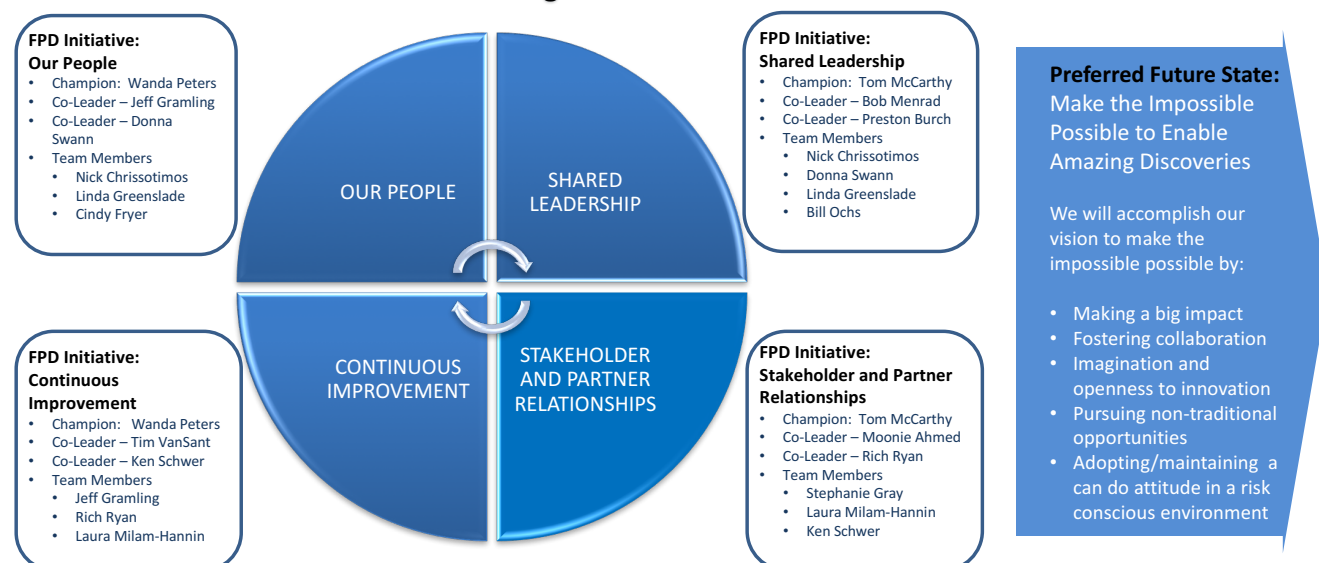 FPD Initiative:
Our People
• Champion: Wanda Peters
• Co-Leader – Jeff Gramling
• Co-Leader – Donna
Swann
• Team Members
• Nick Chrissotimos
• Linda Greenslade
• Cindy Fryer
OUR PEOPLE
SHARED
LEADERSHIP
FPD Initiative:
Shared Leadership
• Champion: Tom McCarthy
• Co-Leader – Bob Menrad
• Co-Leader – Preston Burch
• Team Members
• Nick Chrissotimos
• Donna Swann
• Linda Greenslade
• Bill Ochs
FPD Initiative:
Continuous
Improvement
• Champion: Wanda Peters
• Co-Leader – Tim VanSant
• Co-Leader – Ken Schwer
• Team Members
• Jeff Gramling
• Rich Ryan
• Laura Milam-Hannin
CONTINUOUS
IMPROVEMENT
STAKEHOLDER
AND PARTNER
RELATIONSHIPS
FPD Initiative:
Stakeholder and Partner
Relationships
• Champion: Tom McCarthy
• Co-Leader – Moonie Ahmed
• Co-Leader – Rich Ryan
• Team Members
• Stephanie Gray
• Laura Milam-Hannin
• Ken Schwer
Preferred Future State:
Make the Impossible
Possible to Enable
Amazing Discoveries
We will accomplish our
vision to make the
impossible possible by:
• Making a big impact
• Fostering collaboration
• Imagination and
openness to innovation
• Pursuing non-traditional
opportunities
• Adopting/maintaining a
can do attitude in a risk
conscious environment